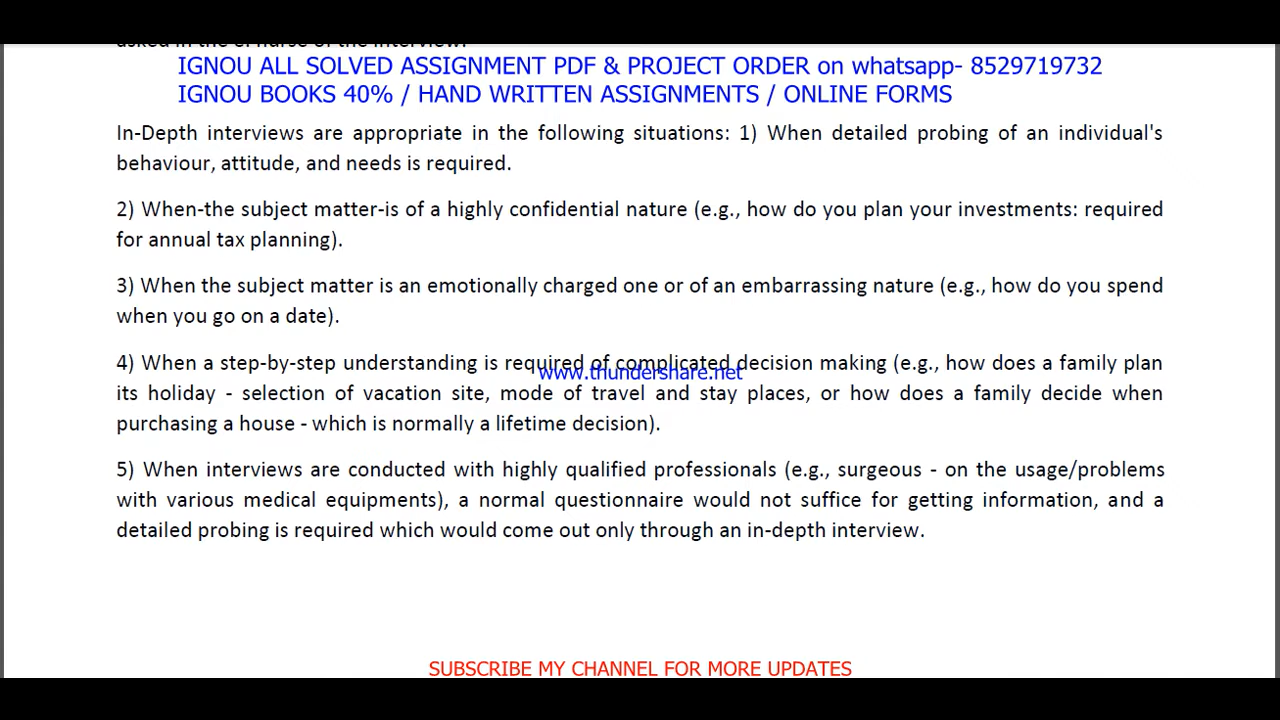 asked in the of nurse of the interview.
IGNOU ALL SOLVED ASSIGNMENT PDF & PROJECT ORDER on whatsapp- 8529719732
IGNOU BOOKS 40% / HAND WRITTEN ASSIGNMENTS / ONLINE FORMS
In-Depth interviews are appropriate in the following situations: 1) When detailed probing of an individual's
behaviour, attitude, and needs is required.
2) When-the subject matter-is of a highly confidential nature (e.g., how do you plan your investments: required
for annual tax planning).
3) When the subject matter is an emotionally charged one or of an embarrassing nature (e.g., how do you spend
when you go on a date).
4) When a step-by-step understanding is required of complicated decision making (e.g., how does a family plan
www.thundershare.net
its holiday - selection of vacation site, mode of travel and stay places, or how does a family decide when
purchasing a house - which is normally a lifetime decision).
5) When interviews are conducted with highly qualified professionals (e.g., surgeous - on the usage/problems
with various medical equipments), a normal questionnaire would not suffice for getting information, and a
detailed probing is required which would come out only through an in-depth interview.
SUBSCRIBE MY CHANNEL FOR MORE UPDATES